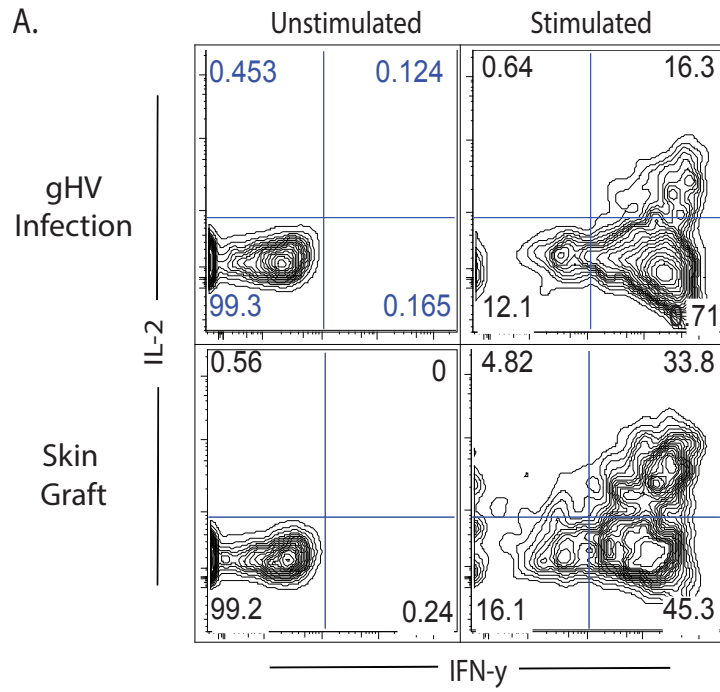 A.
Unstimulated
Stimulated
0.453
0.124
0.64
16.3
gHV
Infection
99.3
0.165
12.1
0.71
IL-2
0.56
0
4.82
33.8
Skin
Graft
99.2
0.24
16.1
45.3
IFN-y